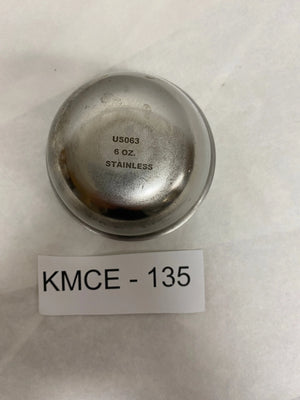 US063
6 OZ.
STAINLESS
KMCE - 135